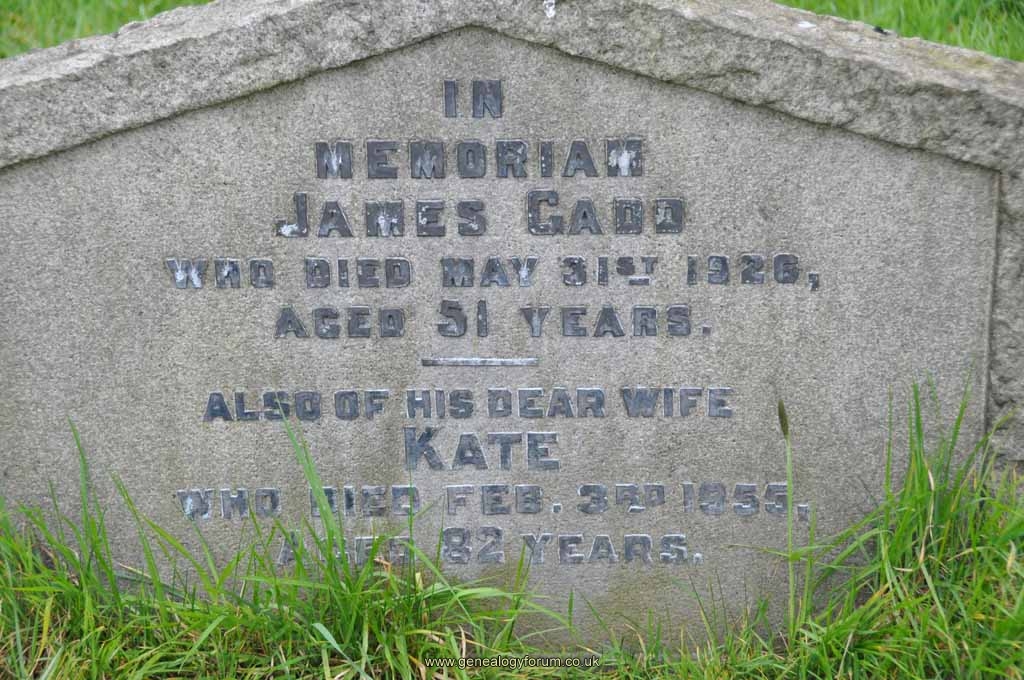 IN
MEMORIAM
JAMES GADD
WHO DIED MAY 31ST 1926,
AGED 51 YEARS.
ALSO OF HIS DEAR WIFE
KATE
WHO DIED FEB. 3RD 1955,
AGED 82 YEARS.
www.genealogyforum.co.uk